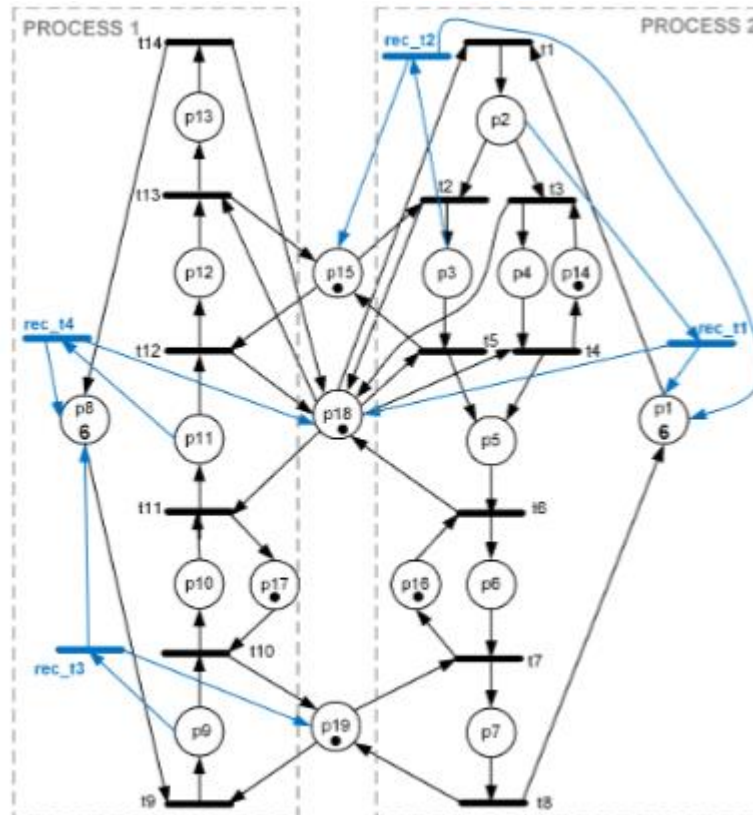 PROCESS 1
PROCESS 2
t14
rec_t2
t1
p13
p2
t13
t2
t3
p12
p15
p3
p4
p14
rec_t4
t12
t5
t4
rec_t1
p8
6
p11
p18
p1
6
p5
t11
t6
p10
p17
p16
p6
rec_t3
t10
t7
p9
p19
p7
t9
t8